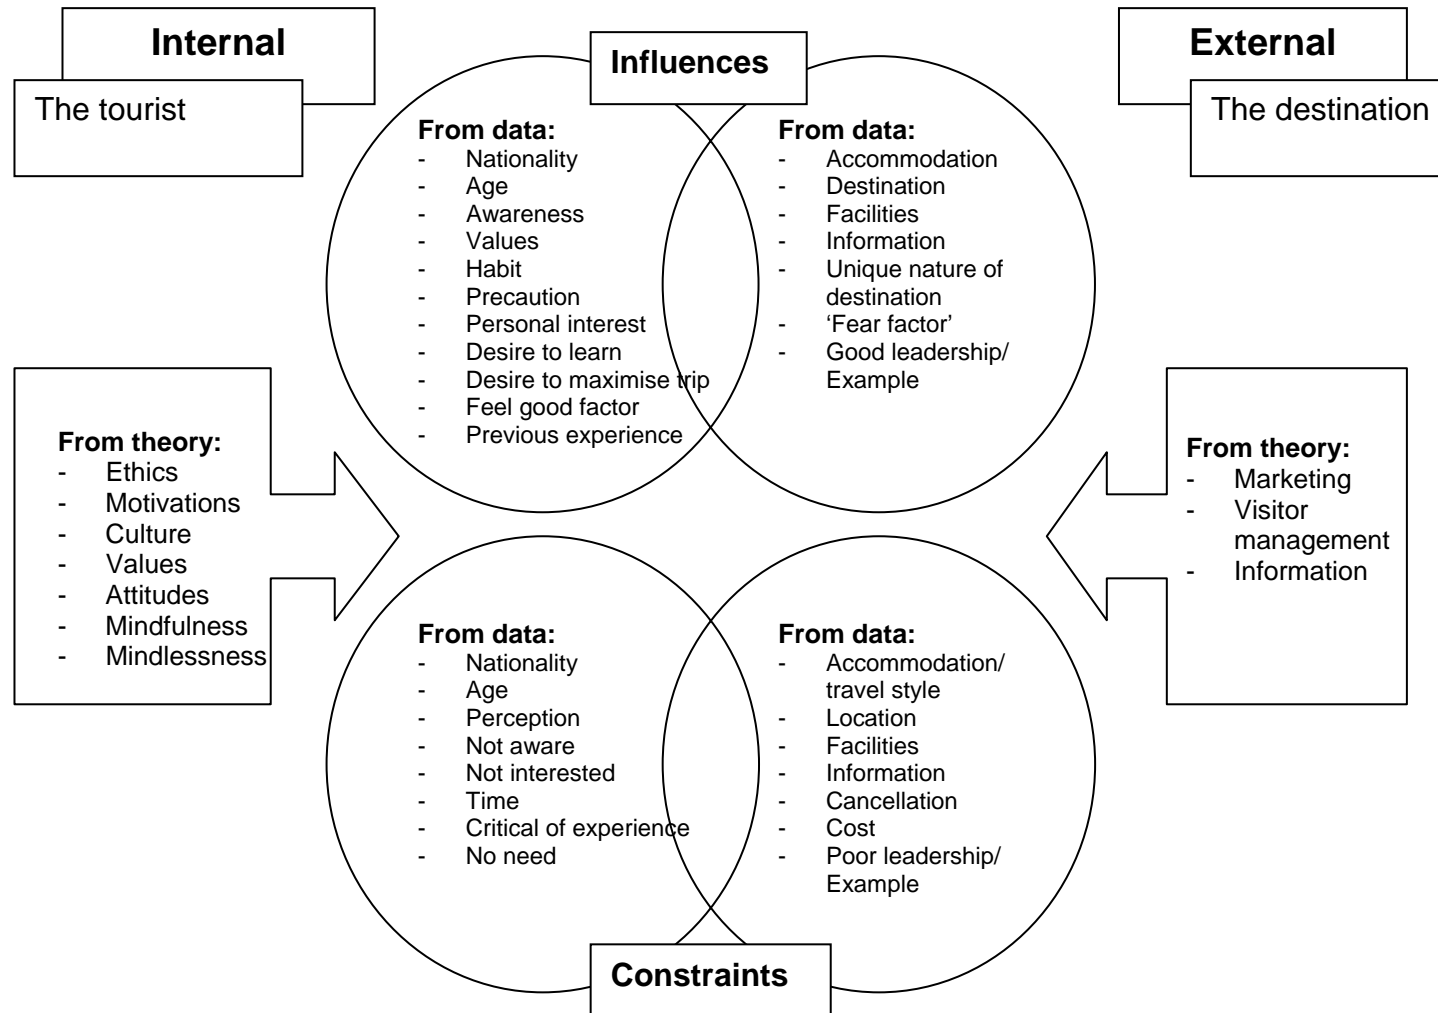 Internal
The tourist
Influences
External
The destination
From data:
- Nationality
- Age
- Awareness
- Values
- Habit
- Precaution
- Personal interest
- Desire to learn
- Desire to maximise trip
- Feel good factor
- Previous experience
From data:
- Accommodation
- Destination
- Facilities
- Information
- Unique nature of
destination
- ‘Fear factor’
- Good leadership/
Example
From theory:
- Ethics
- Motivations
- Culture
- Values
- Attitudes
- Mindfulness
- Mindlessness
From theory:
- Marketing
- Visitor
management
- Information
From data:
- Nationality
- Age
- Perception
- Not aware
- Not interested
- Time
- Critical of experience
- No need
From data:
- Accommodation/
travel style
- Location
- Facilities
- Information
- Cancellation
- Cost
- Poor leadership/
Example
Constraints